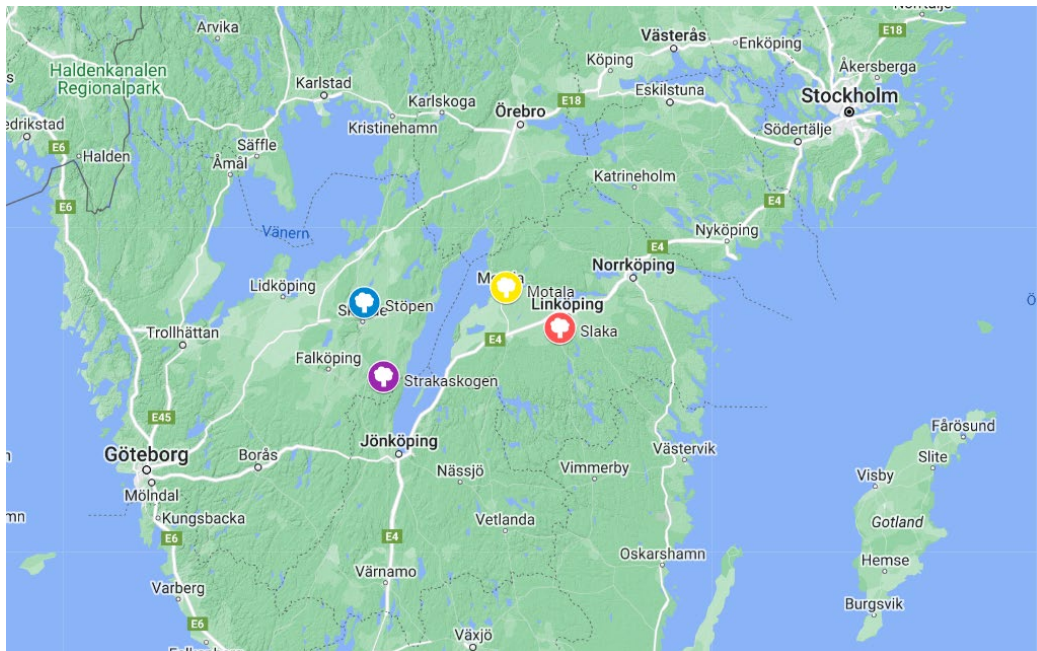 Arvika
E18
Västerås
Enköping
Köping
Åkersberga
Haldenkanalen
Regionalpark
Karlstad
Karlskoga
Eskilstuna
Stockholm
Örebro
E18
Kristinehamn
Södertälje
E6
Halden
Säffle
Åmål
Katrineholm
E6
E4
Vänern
Nyköping
E4
Norrköping
Lidköping
Motala
Linköping
Stöpen
Slaka
Trollhättan
E4
Falköping
Strakaskogen
E45
Fårösund
Göteborg
Borås
Jönköping
Västervik
Slite
Nässjö
Vimmerby
Visby
Mölndal
Kungsbacka
Vetlanda
Gotland
E6
E4
Oskarshamn
Hemse
Värnamo
Varberg
Burgsvik
E6
Växjö